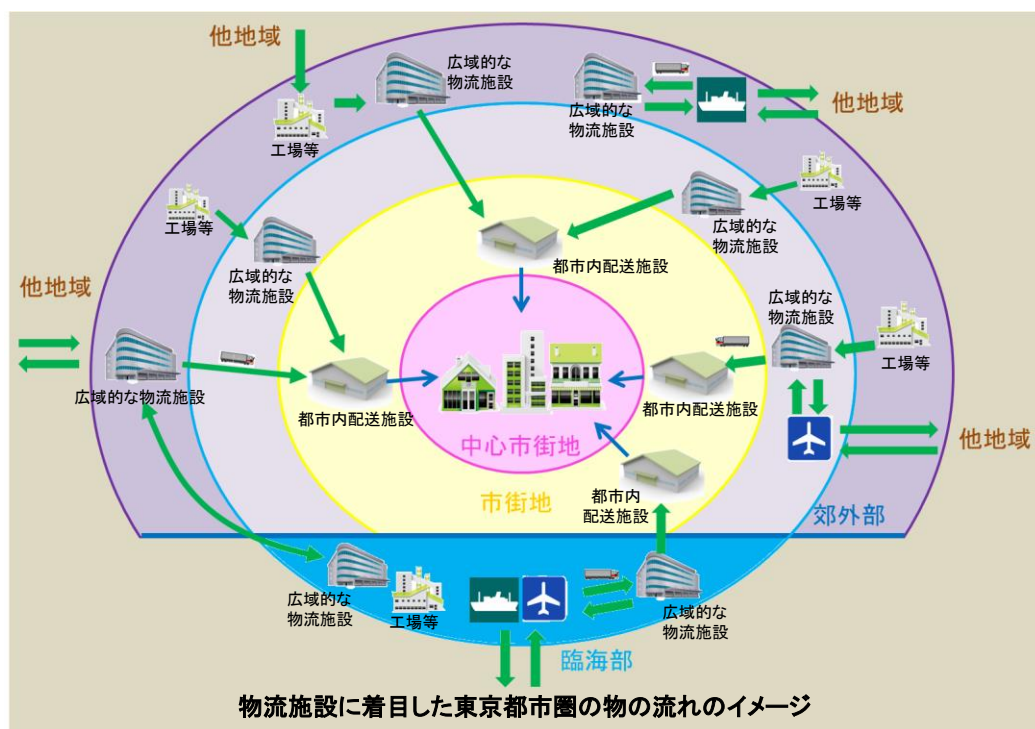 他地域
広域的な
物流施設
広域的な
物流施設
他地域
工場等
工場等
広域的な
物流施設
工場等
広域的な
物流施設
都市内配送施設
他地域
広域的な
物流施設
工場等
広域的な物流施設
都市内配送施設
都市内配送施設
中心市街地
他地域
市街地
都市内
配送施設
郊外部
広域的な
物流施設
工場等
広域的な
物流施設
臨海部
物流施設に着目した東京都市圏の物の流れのイメージ